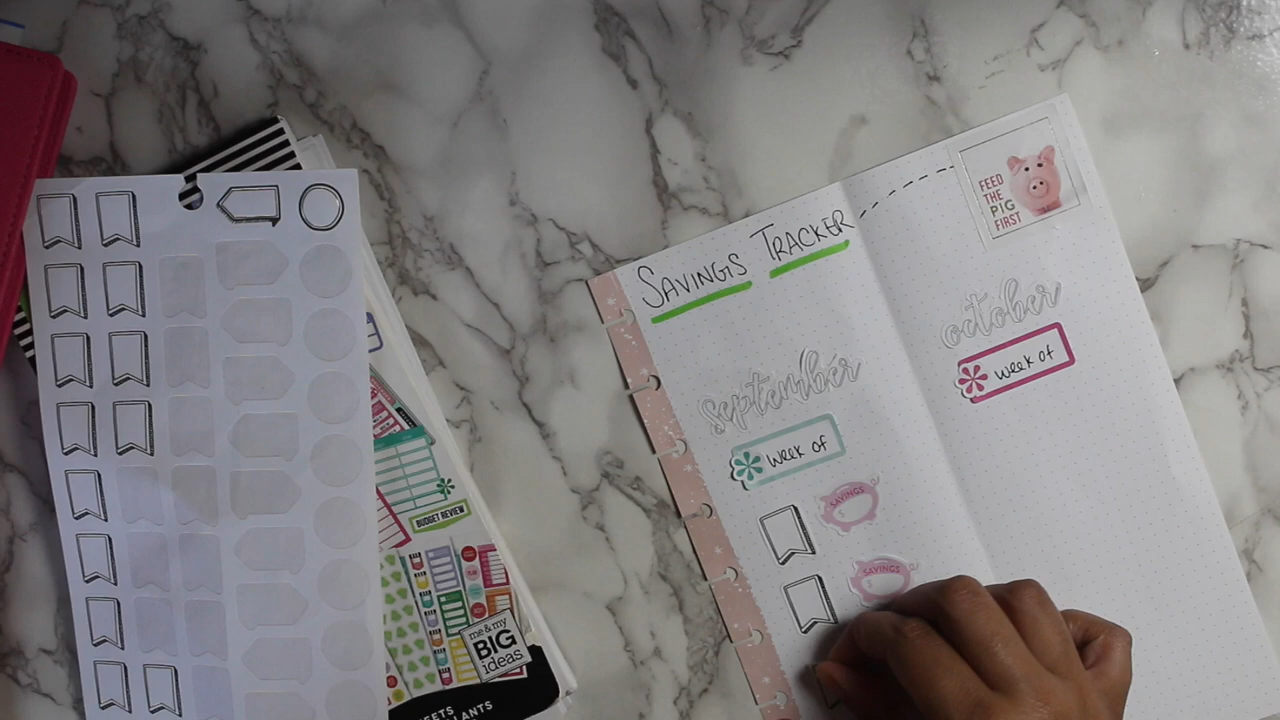 SAVINGS TRACKER
FEED
THE
PIG
FIRST
september
week of
SAVINGS
$
SAVINGS
$
october
week of
BUDGET REVIEW
me & my
BIG
ideas